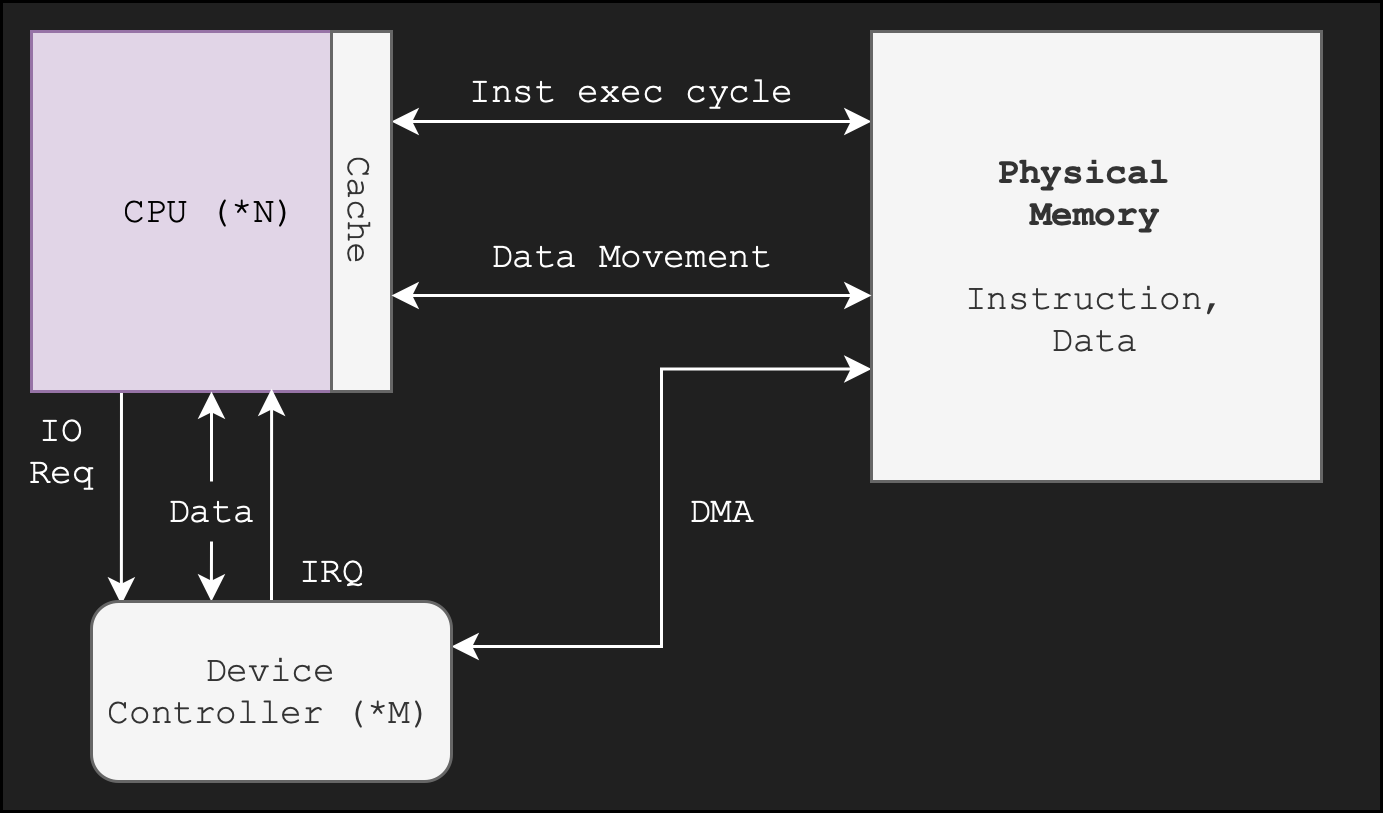 Inst exec cycle
CPU (*N)
Cache
Physical
Memory
Data Movement
Instruction,
Data
IO
Req
Data
IRQ
DMA
Device
Controller (*M)